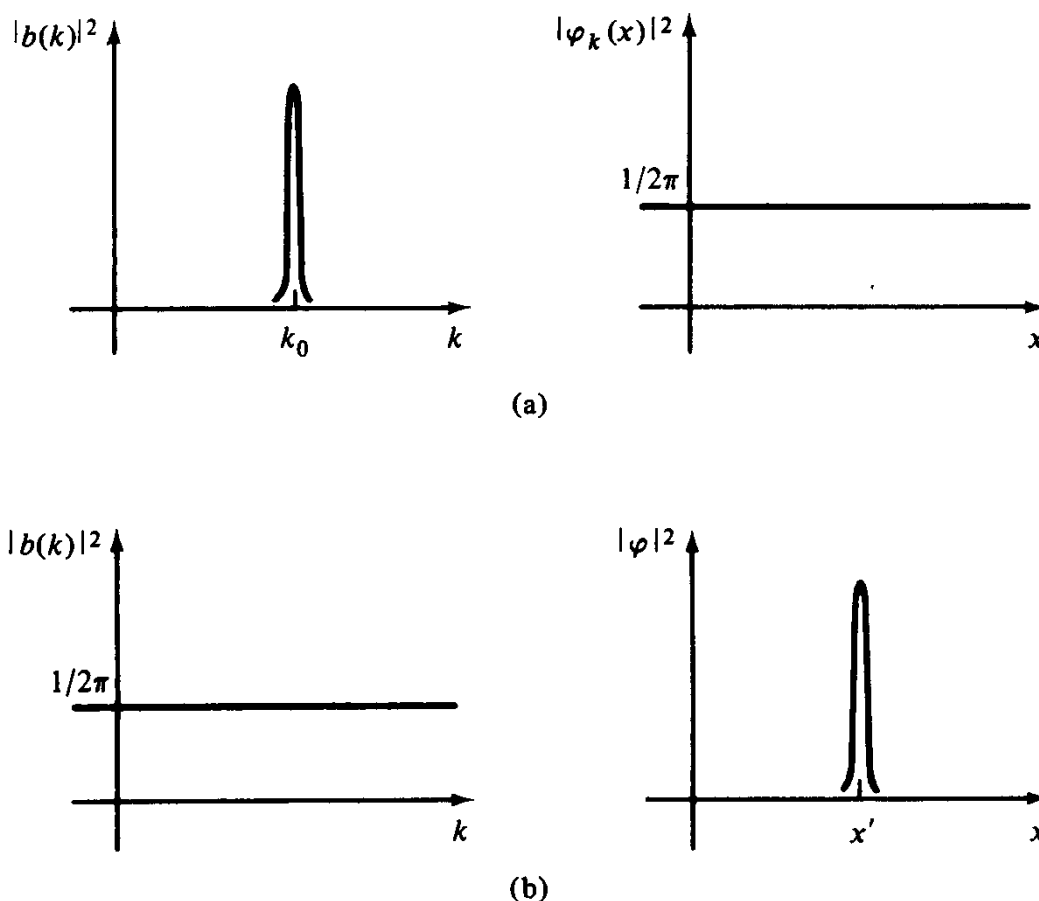 |b(k)|²
|φₖ(x)|²
1/2π
k₀
k
x
(a)
|b(k)|²
|φ|²
1/2π
k
x′
x
(b)